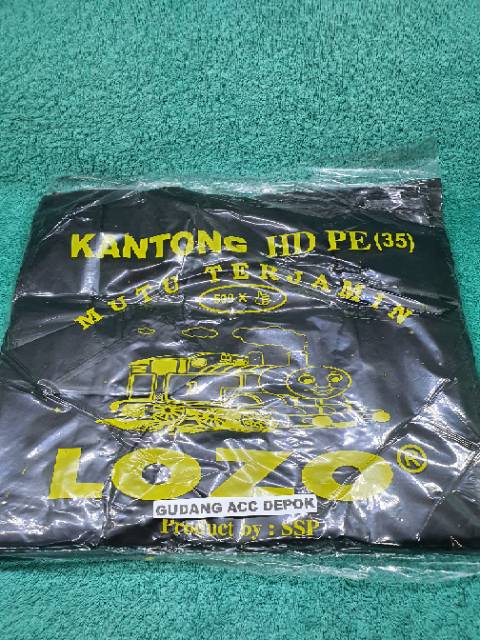 KANTONG HD PE (35)
MUTU TERJAMIN
LOZO ®
GUDANG ACC DEPOK
Product by : SSP